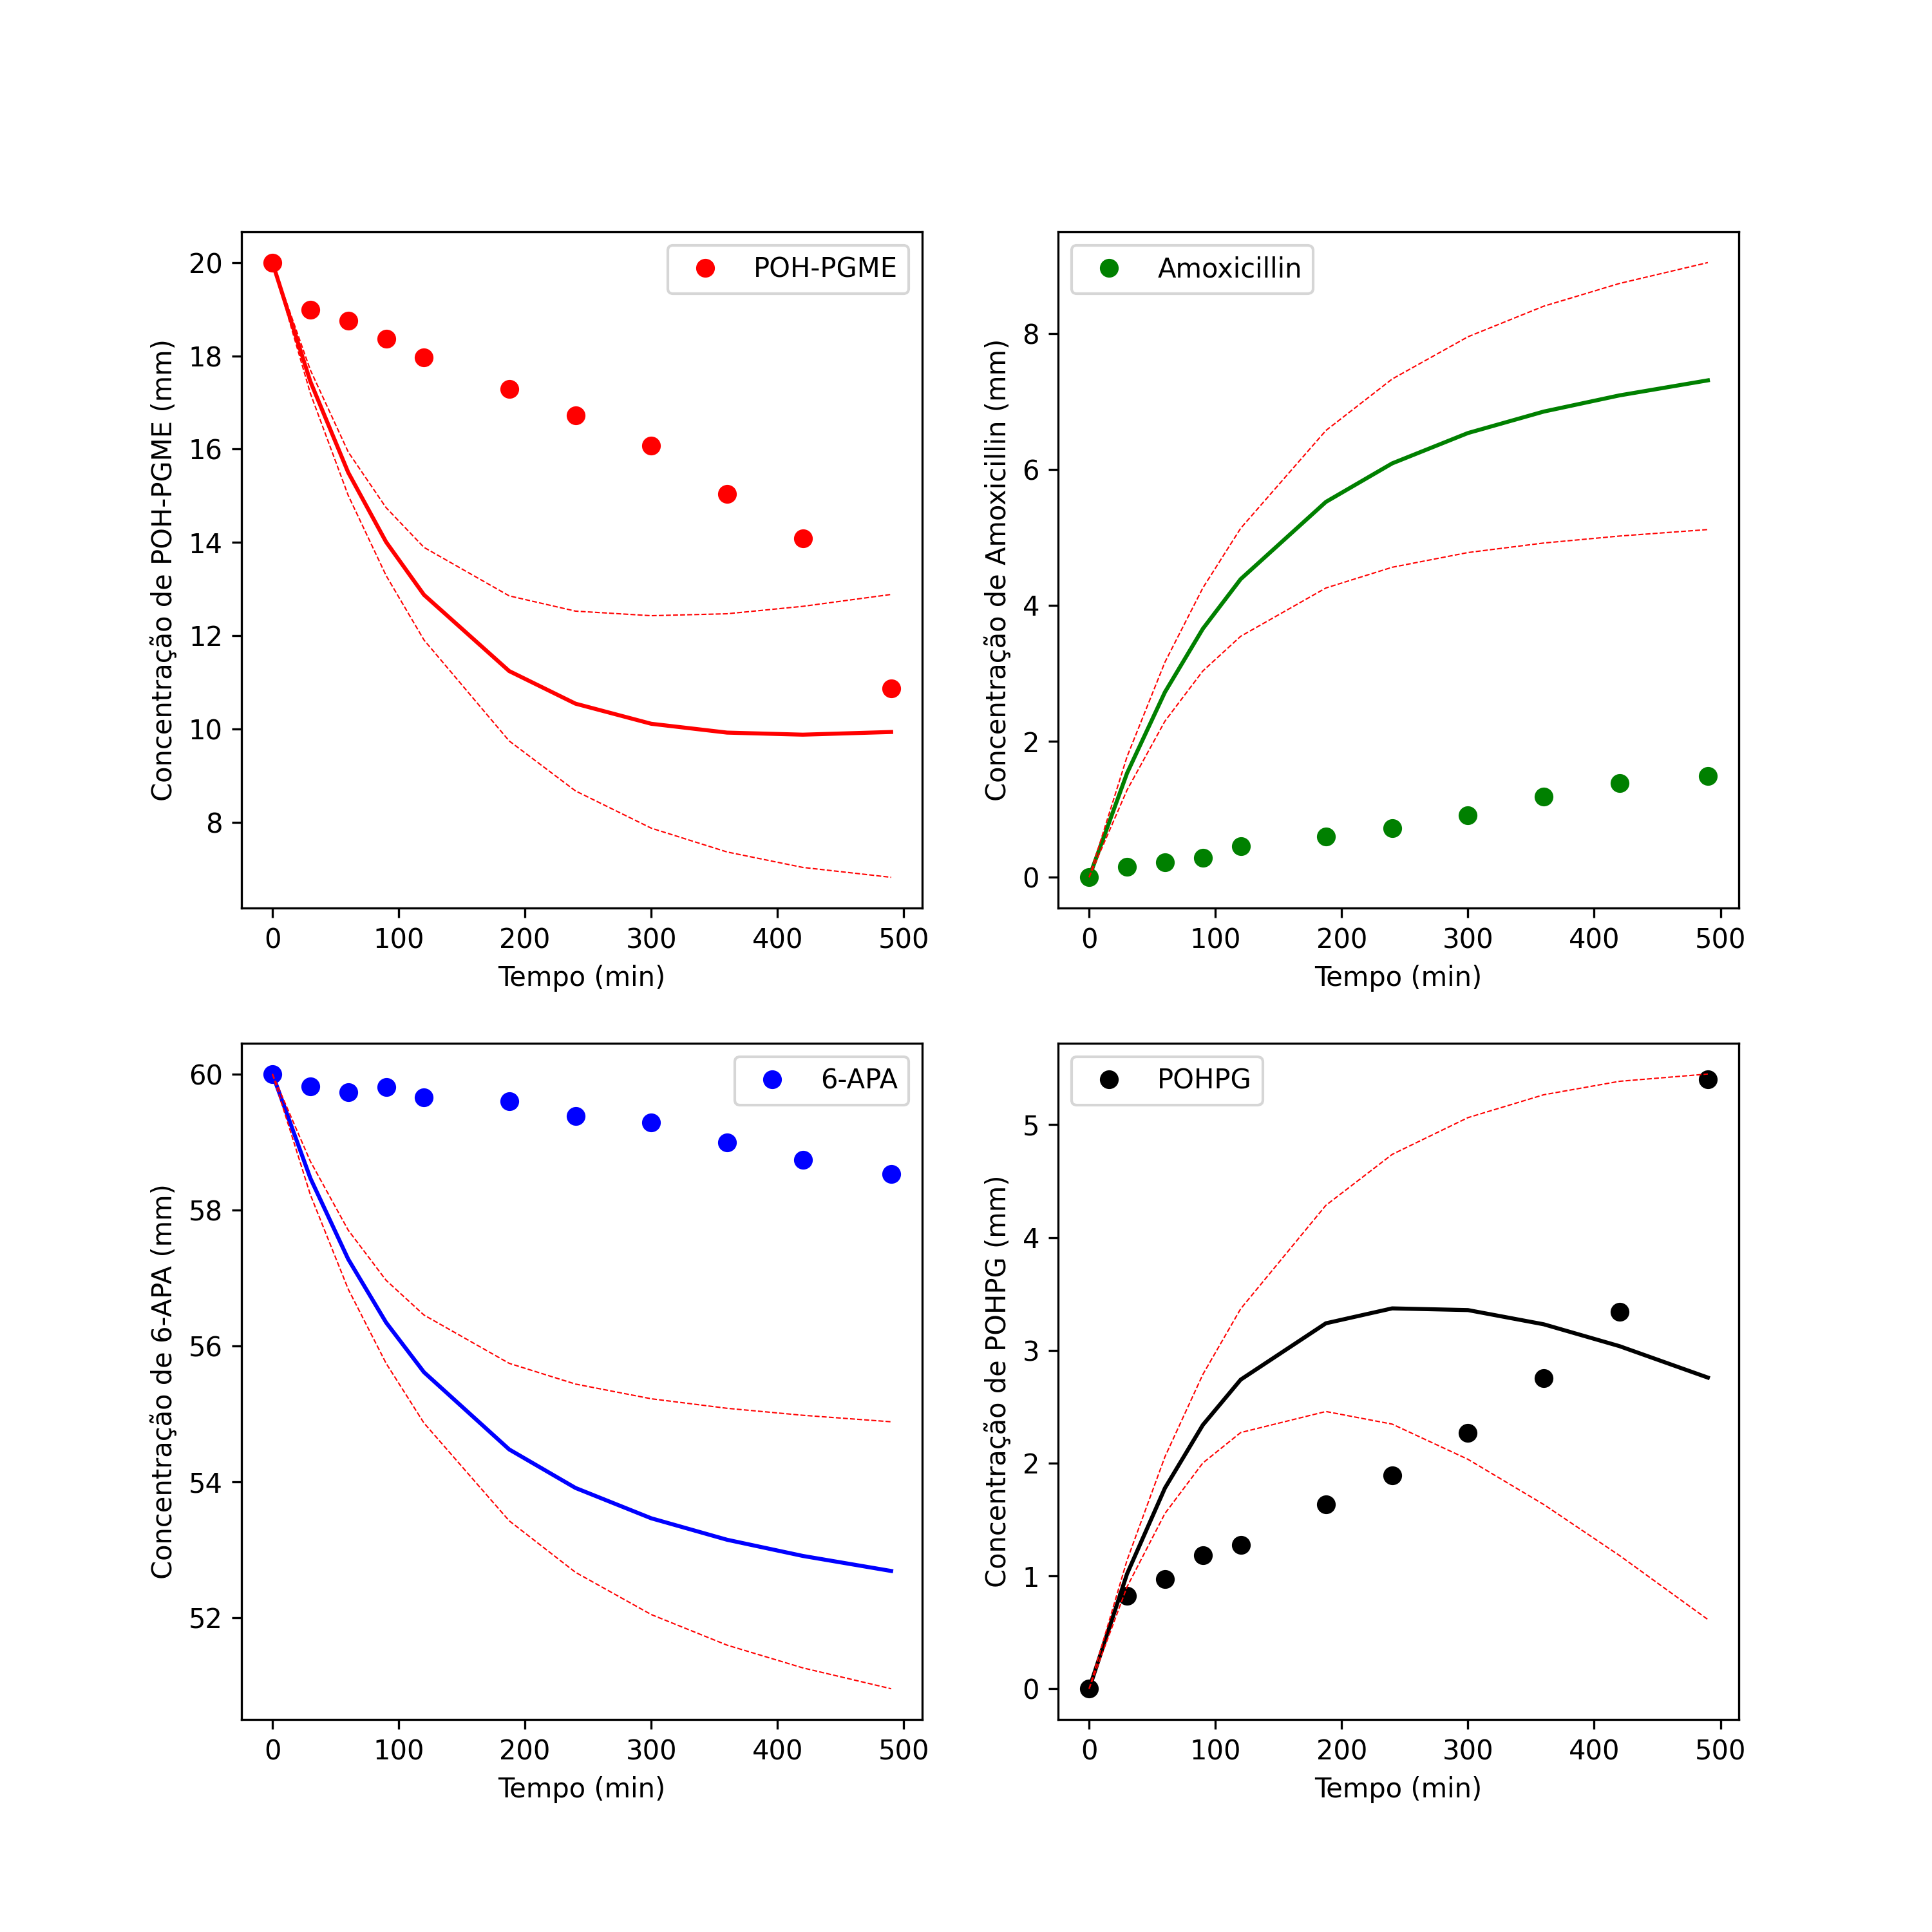 POH-PGME
20
18
16
14
12
10
8
Concentração de POH-PGME (mm)
0 100 200 300 400 500
Tempo (min)
Amoxicillin
8
6
4
2
0
Concentração de Amoxicillin (mm)
0 100 200 300 400 500
Tempo (min)
6-APA
60
58
56
54
52
Concentração de 6-APA (mm)
0 100 200 300 400 500
Tempo (min)
POHPG
5
4
3
2
1
0
Concentração de POHPG (mm)
0 100 200 300 400 500
Tempo (min)